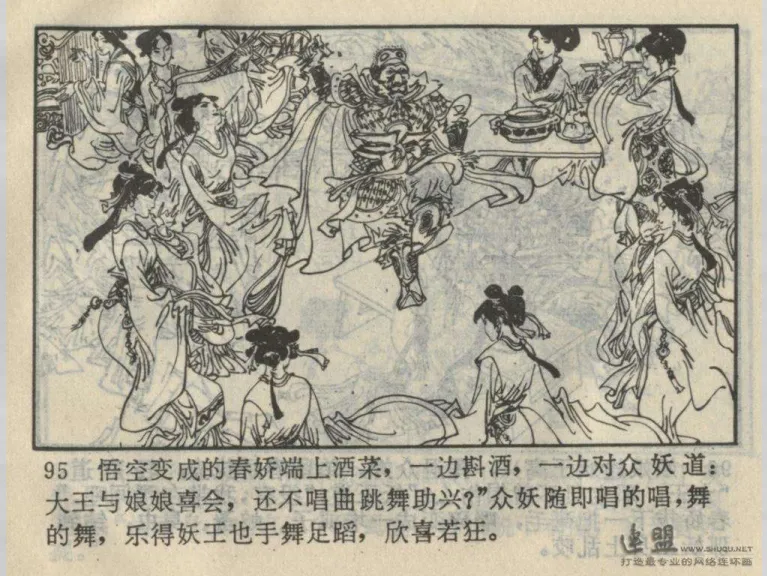 95 悟空变成的春娇端上酒菜，一边斟酒，一边对众妖道：
大王与娘娘喜会，还不唱曲跳舞助兴？”众妖随即唱的唱，舞
的舞，乐得妖王也手舞足蹈，欣喜若狂。
连盟 WWW.SHUQU.NET
打造最专业的网络连环画